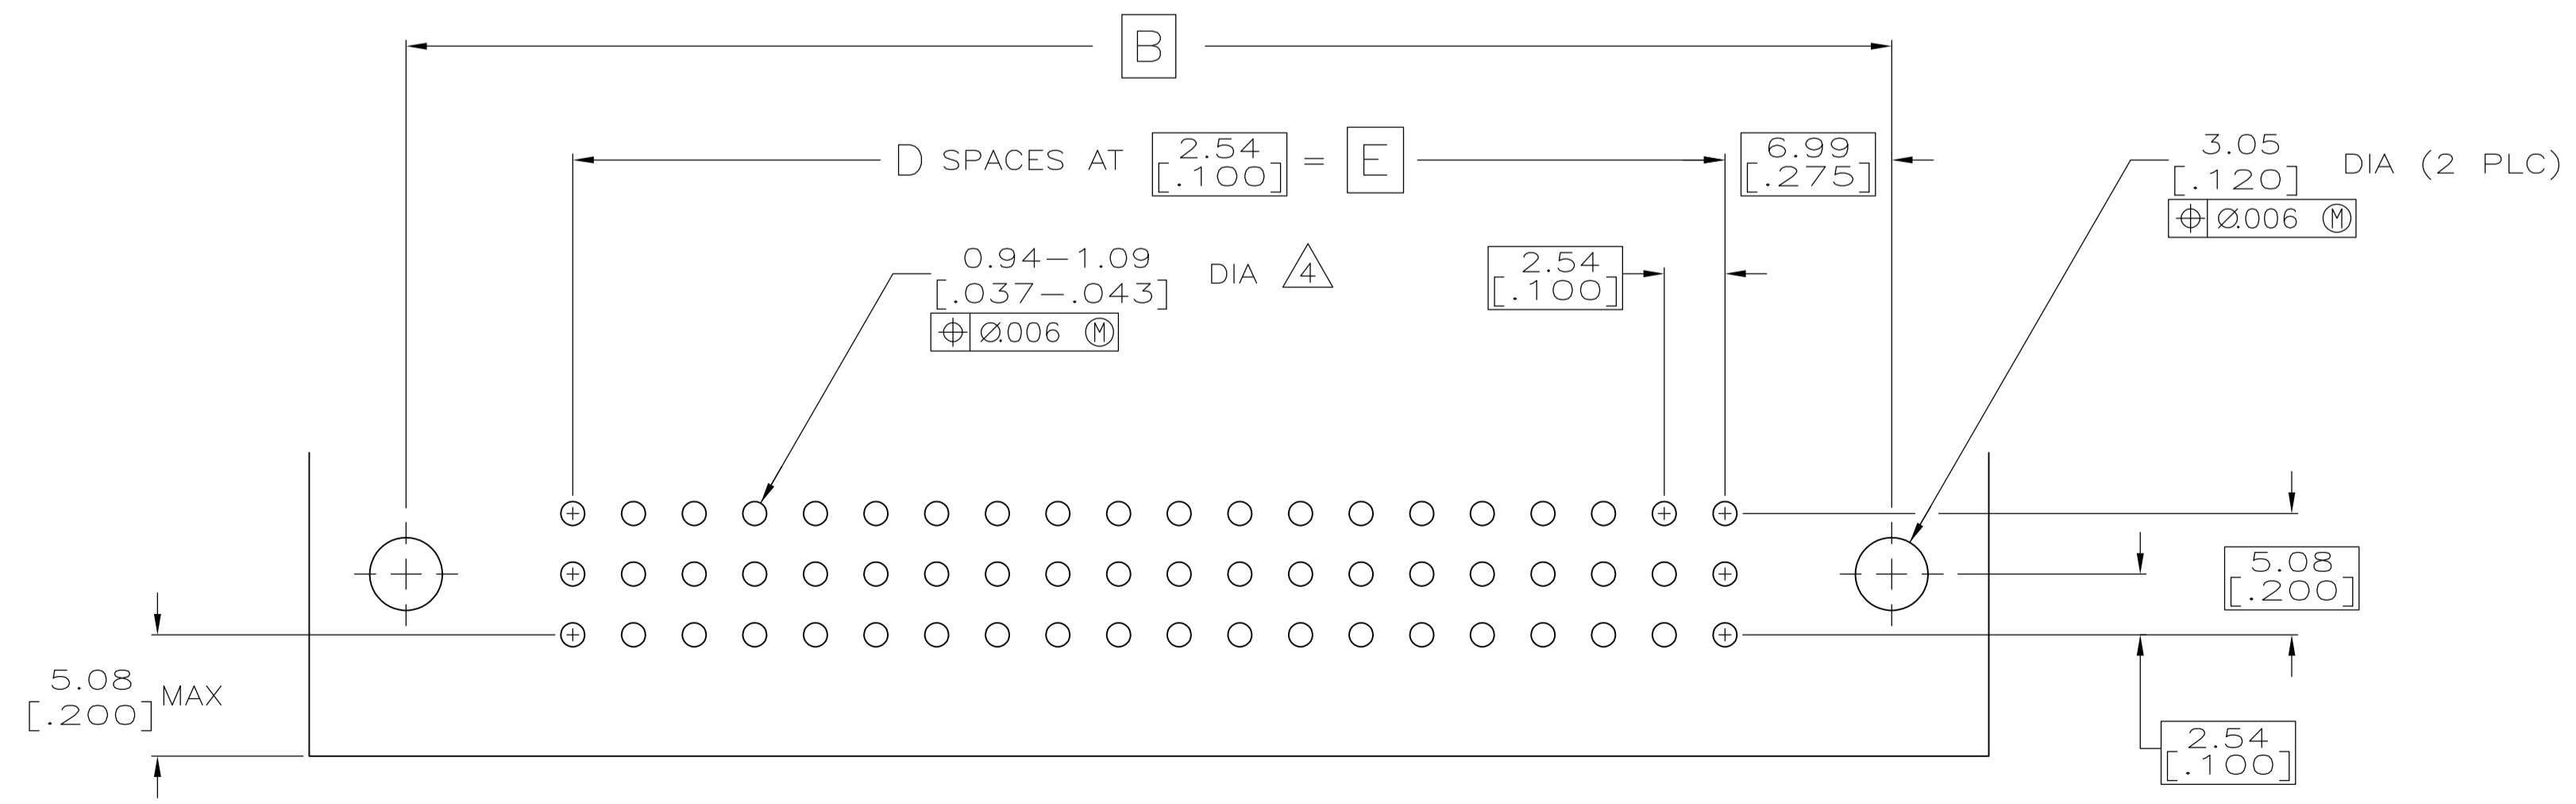 B
D SPACES AT 2.54 [.100] = E
6.99
[.275]
3.05
[.120]
DIA (2 PLC)
⌖ Ø.006 Ⓜ
0.94–1.09
[.037–.043]
DIA 4
⌖ Ø.006 Ⓜ
2.54
[.100]
5.08
[.200]
5.08
[.200]
MAX
2.54
[.100]